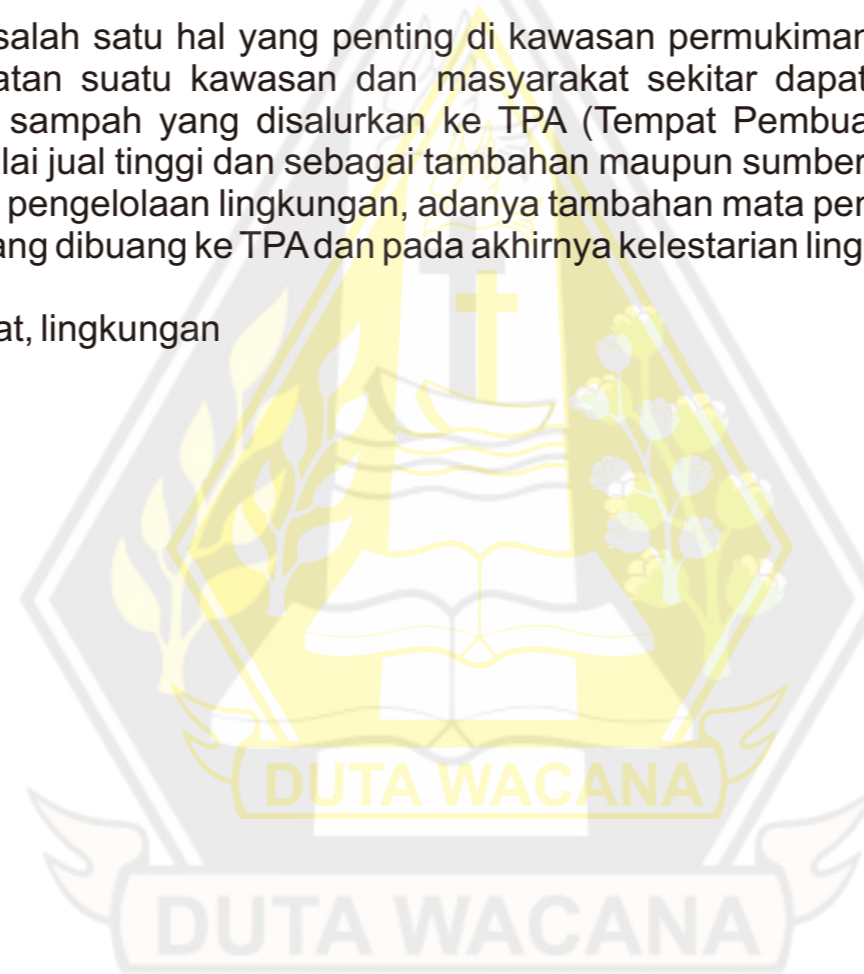 salah satu hal yang penting di kawasan permukiman
atan suatu kawasan dan masyarakat sekitar dapat
sampah yang disalurkan ke TPA (Tempat Pembua
lai jual tinggi dan sebagai tambahan maupun sumber
pengelolaan lingkungan, adanya tambahan mata per
ang dibuang ke TPA dan pada akhirnya kelestarian ling
at, lingkungan
DUTA WACANA
DUTA WACANA